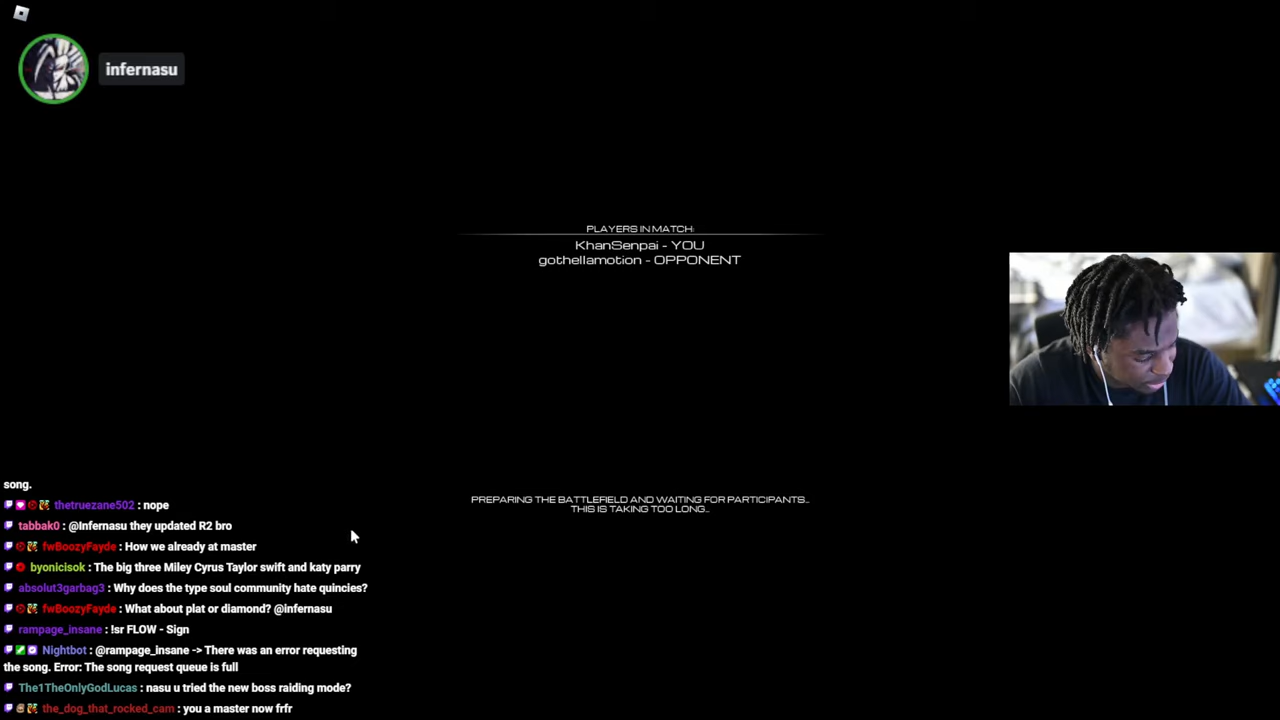 infernasu
PLAYERS IN MATCH:
KhanSenpai - YOU
gothellamotion - OPPONENT
PREPARING THE BATTLEFIELD AND WAITING FOR PARTICIPANTS...
THIS IS TAKING TOO LONG...
song.
thetruezane502 : nope
tabbak0 : @Infernasu they updated R2 bro
fwBoozyFayde : How we already at master
byonicisok : The big three Miley Cyrus Taylor swift and katy parry
absolut3garbag3 : Why does the type soul community hate quincies?
fwBoozyFayde : What about plat or diamond? @infernasu
rampage_insane : !sr FLOW - Sign
Nightbot : @rampage_insane -> There was an error requesting
the song. Error: The song request queue is full
The1TheOnlyGodLucas : nasu u tried the new boss raiding mode?
the_dog_that_rocked_cam : you a master now frfr